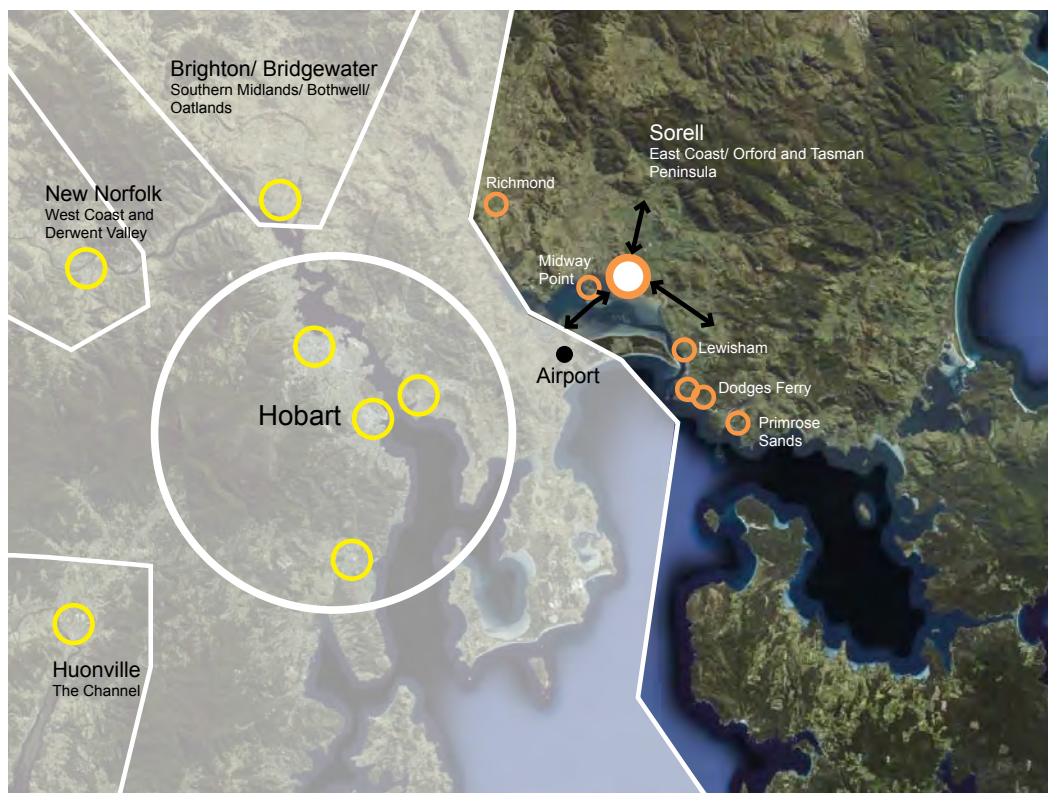 Brighton/ Bridgewater
Southern Midlands/ Bothwell/
Oatlands
Sorell
East Coast/ Orford and Tasman
Peninsula
Richmond
New Norfolk
West Coast and
Derwent Valley
Midway
Point
Lewisham
Airport
Dodges Ferry
Hobart
Primrose
Sands
Huonville
The Channel